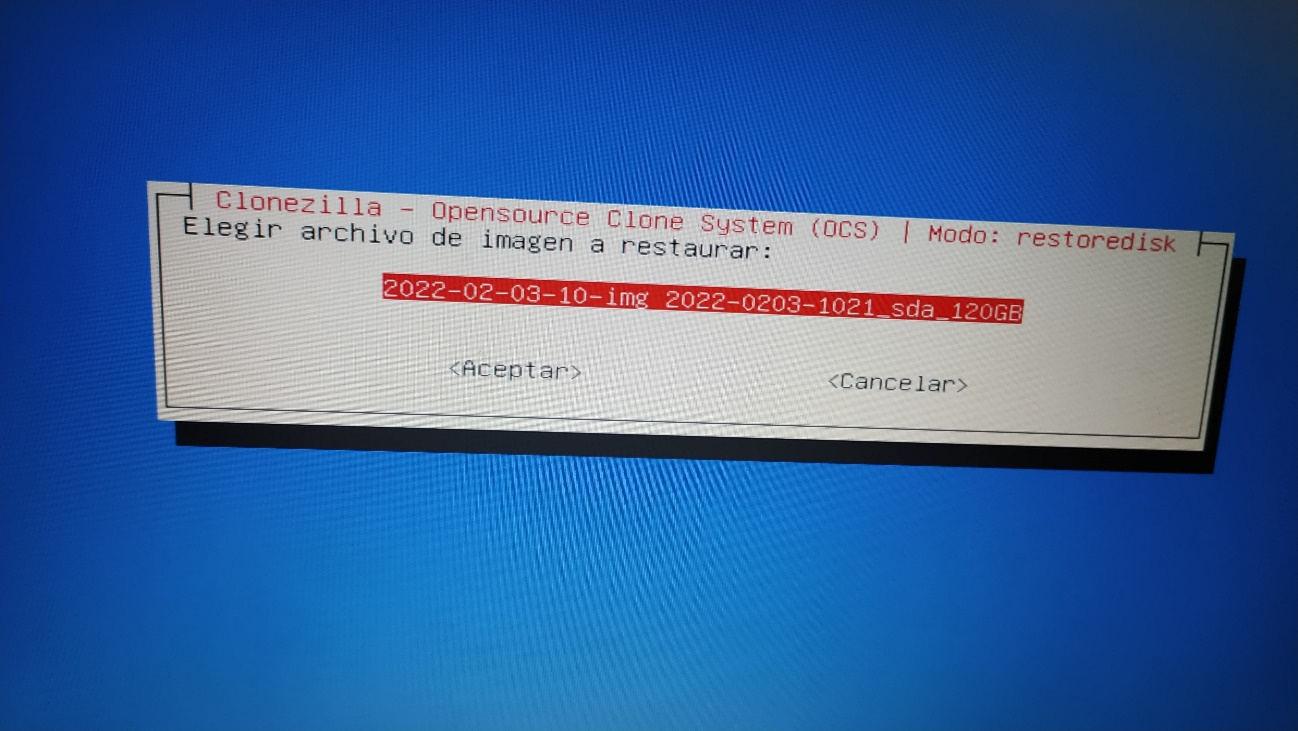 Clonezilla - Opensource Clone System (OCS) | Modo: restoredisk
Elegir archivo de imagen a restaurar:
2022-02-03-10-img 2022-0203-1021_sda_120GB
<Aceptar> <Cancelar>